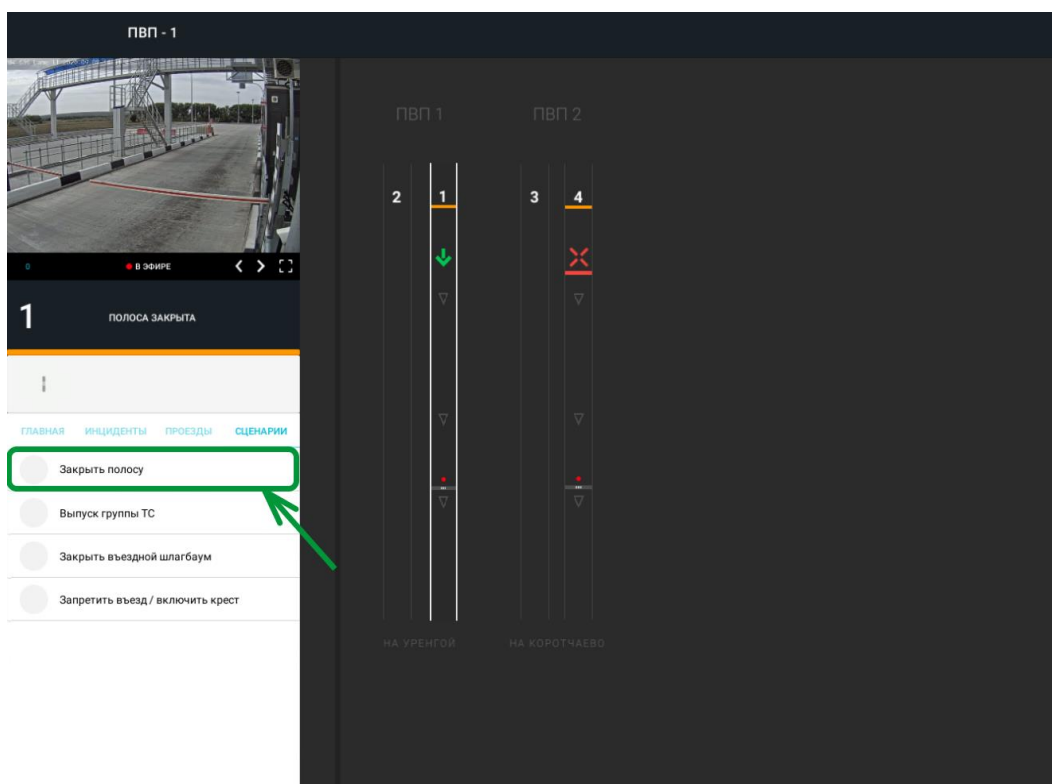 ПВП - 1
0
В ЭФИРЕ
1
ПОЛОСА ЗАКРЫТА
ГЛАВНАЯ ИНЦИДЕНТЫ ПРОЕЗДЫ СЦЕНАРИИ
Закрыть полосу
Выпуск группы ТС
Закрыть въездной шлагбаум
Запретить въезд / включить крест
ПВП 1 ПВП 2
2 1 3 4
НА УРЕНГОЙ НА КОРОТЧАЕВО